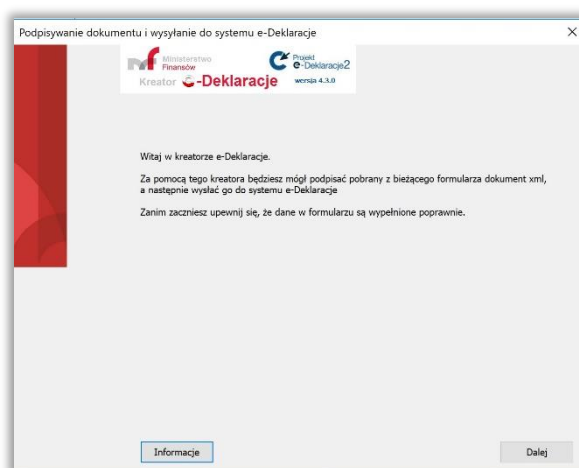 Podpisywanie dokumentu i wysyłanie do systemu e-Deklaracje
Ministerstwo
Finansów
Projekt
e-Deklaracje2
Kreator e-Deklaracje wersja 4.3.0
Witaj w kreatorze e-Deklaracje.
Za pomocą tego kreatora będziesz mógł podpisać pobrany z bieżącego formularza dokument xml,
a następnie wysłać go do systemu e-Deklaracje
Zanim zaczniesz upewnij się, że dane w formularzu są wypełnione poprawnie.
Informacje
Dalej